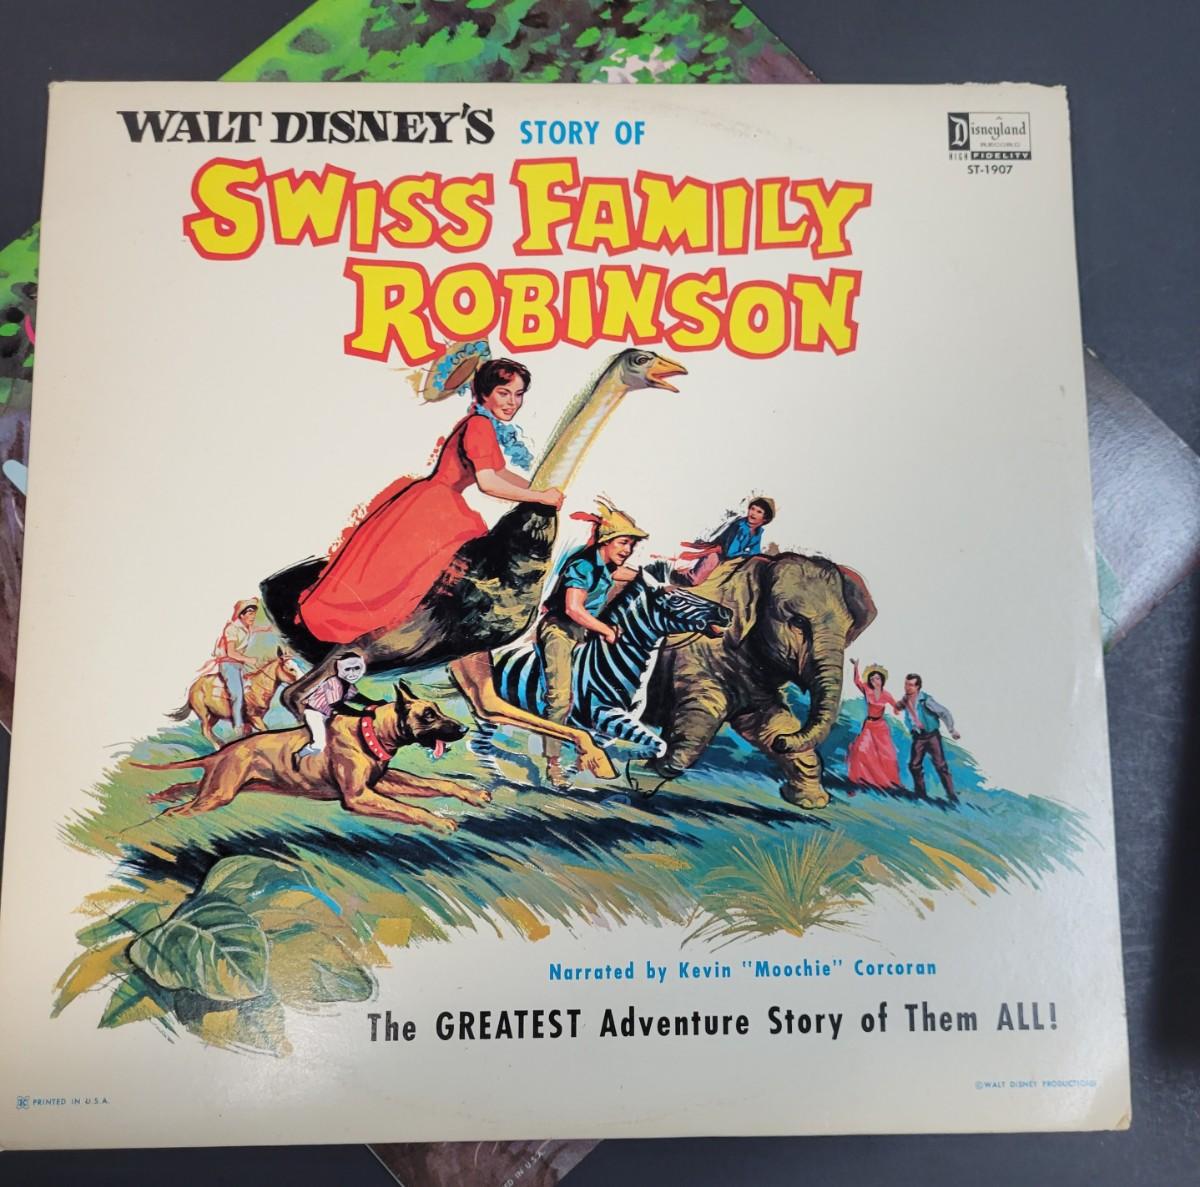 WALT DISNEY'S STORY OF
SWISS FAMILY
ROBINSON
Disneyland
RECORD
HIGH FIDELITY
ST-1907
Narrated by Kevin "Moochie" Corcoran
The GREATEST Adventure Story of Them ALL!
©WALT DISNEY PRODUCTIONS
PRINTED IN U.S.A.
D IN U.S.A.